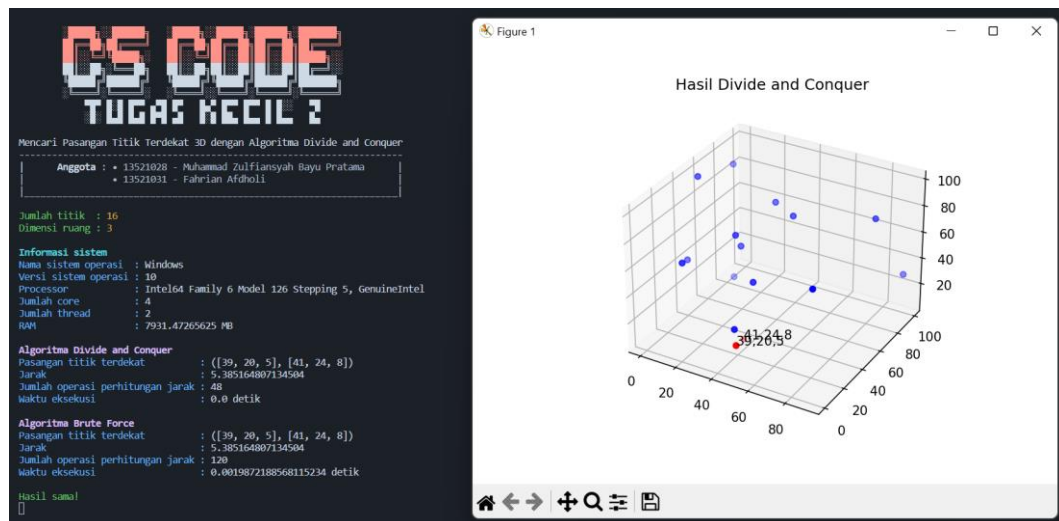 CS CODE
TUGAS KECIL 2
Mencari Pasangan Titik Terdekat 3D dengan Algoritma Divide and Conquer
Anggota : • 13521028 - Muhammad Zulfiansyah Bayu Pratama
• 13521031 - Fahrian Afdholi
Jumlah titik : 16
Dimensi ruang : 3
Informasi sistem
Nama sistem operasi : Windows
Versi sistem operasi : 10
Processor : Intel64 Family 6 Model 126 Stepping 5, GenuineIntel
Jumlah core : 4
Jumlah thread : 2
RAM : 7931.47265625 MB
Algoritma Divide and Conquer
Pasangan titik terdekat : ([39, 20, 5], [41, 24, 8])
Jarak : 5.385164807134504
Jumlah operasi perhitungan jarak : 48
Waktu eksekusi : 0.0 detik
Algoritma Brute Force
Pasangan titik terdekat : ([39, 20, 5], [41, 24, 8])
Jarak : 5.385164807134504
Jumlah operasi perhitungan jarak : 120
Waktu eksekusi : 0.0019872188568115234 detik
Hasil sama!
Figure 1
Hasil Divide and Conquer
100
80
60
40
20
41,24,8
39,20,5
0
20
40
60
80
0
20
40
60
80
100